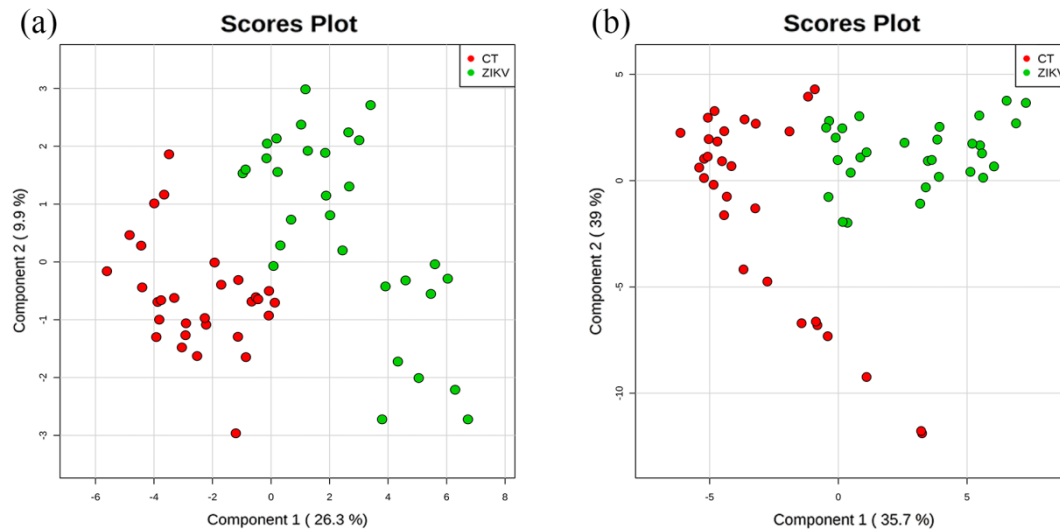 (a)
Scores Plot
CT
ZIKV
3
2
1
0
-1
-2
-3
Component 2 ( 9.9 %)
-6 -4 -2 0 2 4 6 8
Component 1 ( 26.3 %)
(b)
Scores Plot
CT
ZIKV
5
0
-5
-10
Component 2 ( 39 %)
-5 0 5
Component 1 ( 35.7 %)